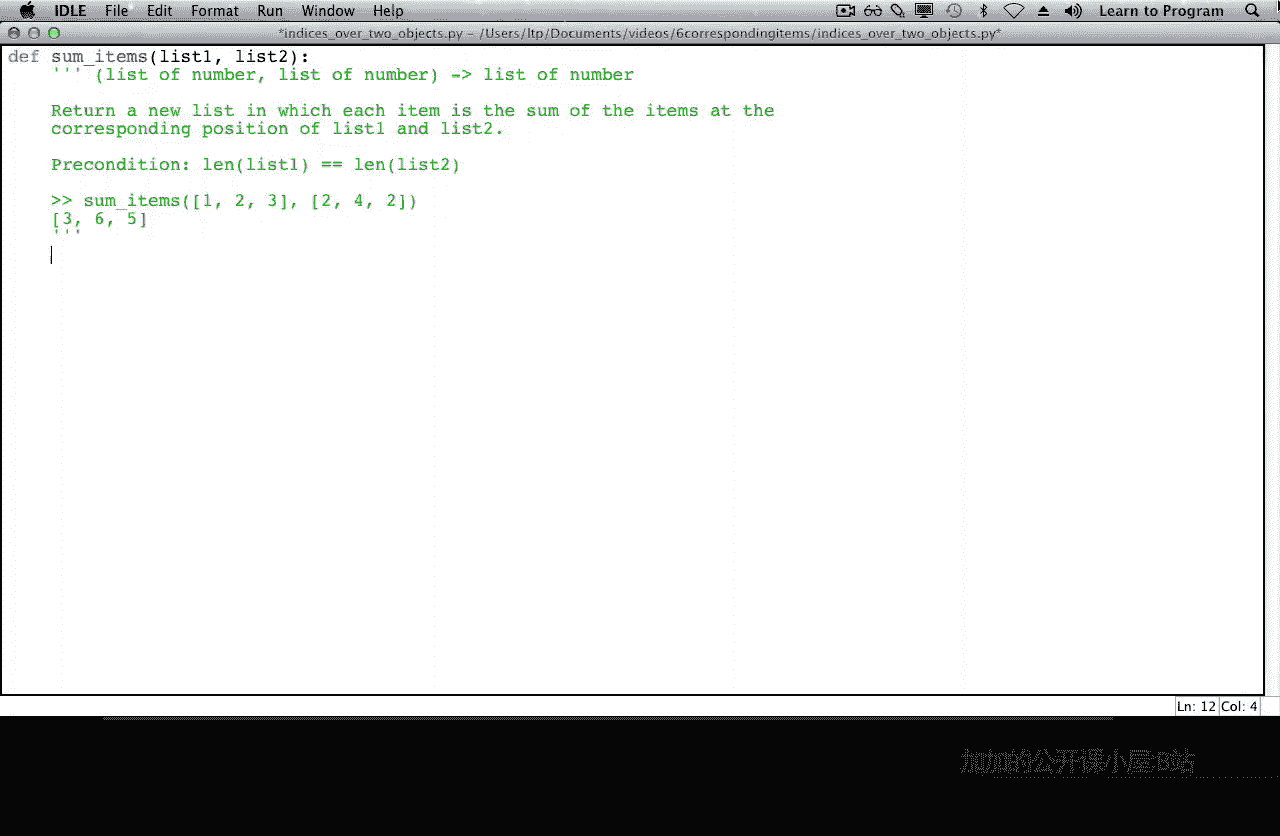 IDLE File Edit Format Run Window Help Learn to Program
*indices_over_two_objects.py – /Users/ltp/Documents/videos/6correspondingitems/indices_over_two_objects.py*
def sum_items(list1, list2):
''' (list of number, list of number) -> list of number
Return a new list in which each item is the sum of the items at the
corresponding position of list1 and list2.
Precondition: len(list1) == len(list2)
>> sum_items([1, 2, 3], [2, 4, 2])
[3, 6, 5]
'''
Ln: 12 Col: 4
加加的公开课小屋:B站